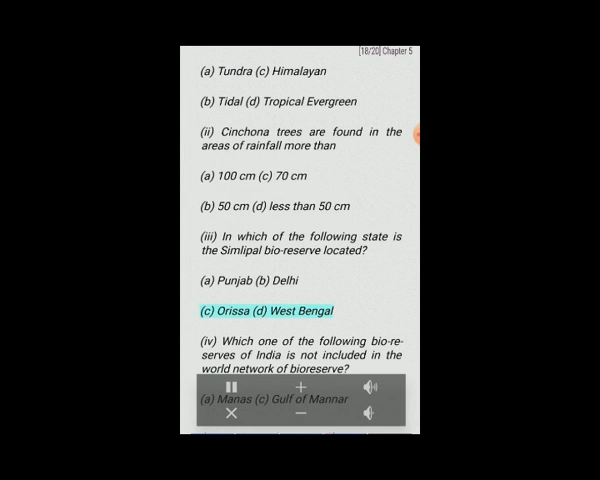 [18/20] Chapter 5
(a) Tundra (c) Himalayan
(b) Tidal (d) Tropical Evergreen
(ii) Cinchona trees are found in the
areas of rainfall more than
(a) 100 cm (c) 70 cm
(b) 50 cm (d) less than 50 cm
(iii) In which of the following state is
the Simlipal bio-reserve located?
(a) Punjab (b) Delhi
(c) Orissa (d) West Bengal
(iv) Which one of the following bio-re-
serves of India is not included in the
world network of bioreserve?
(a) Manas (c) Gulf of Mannar